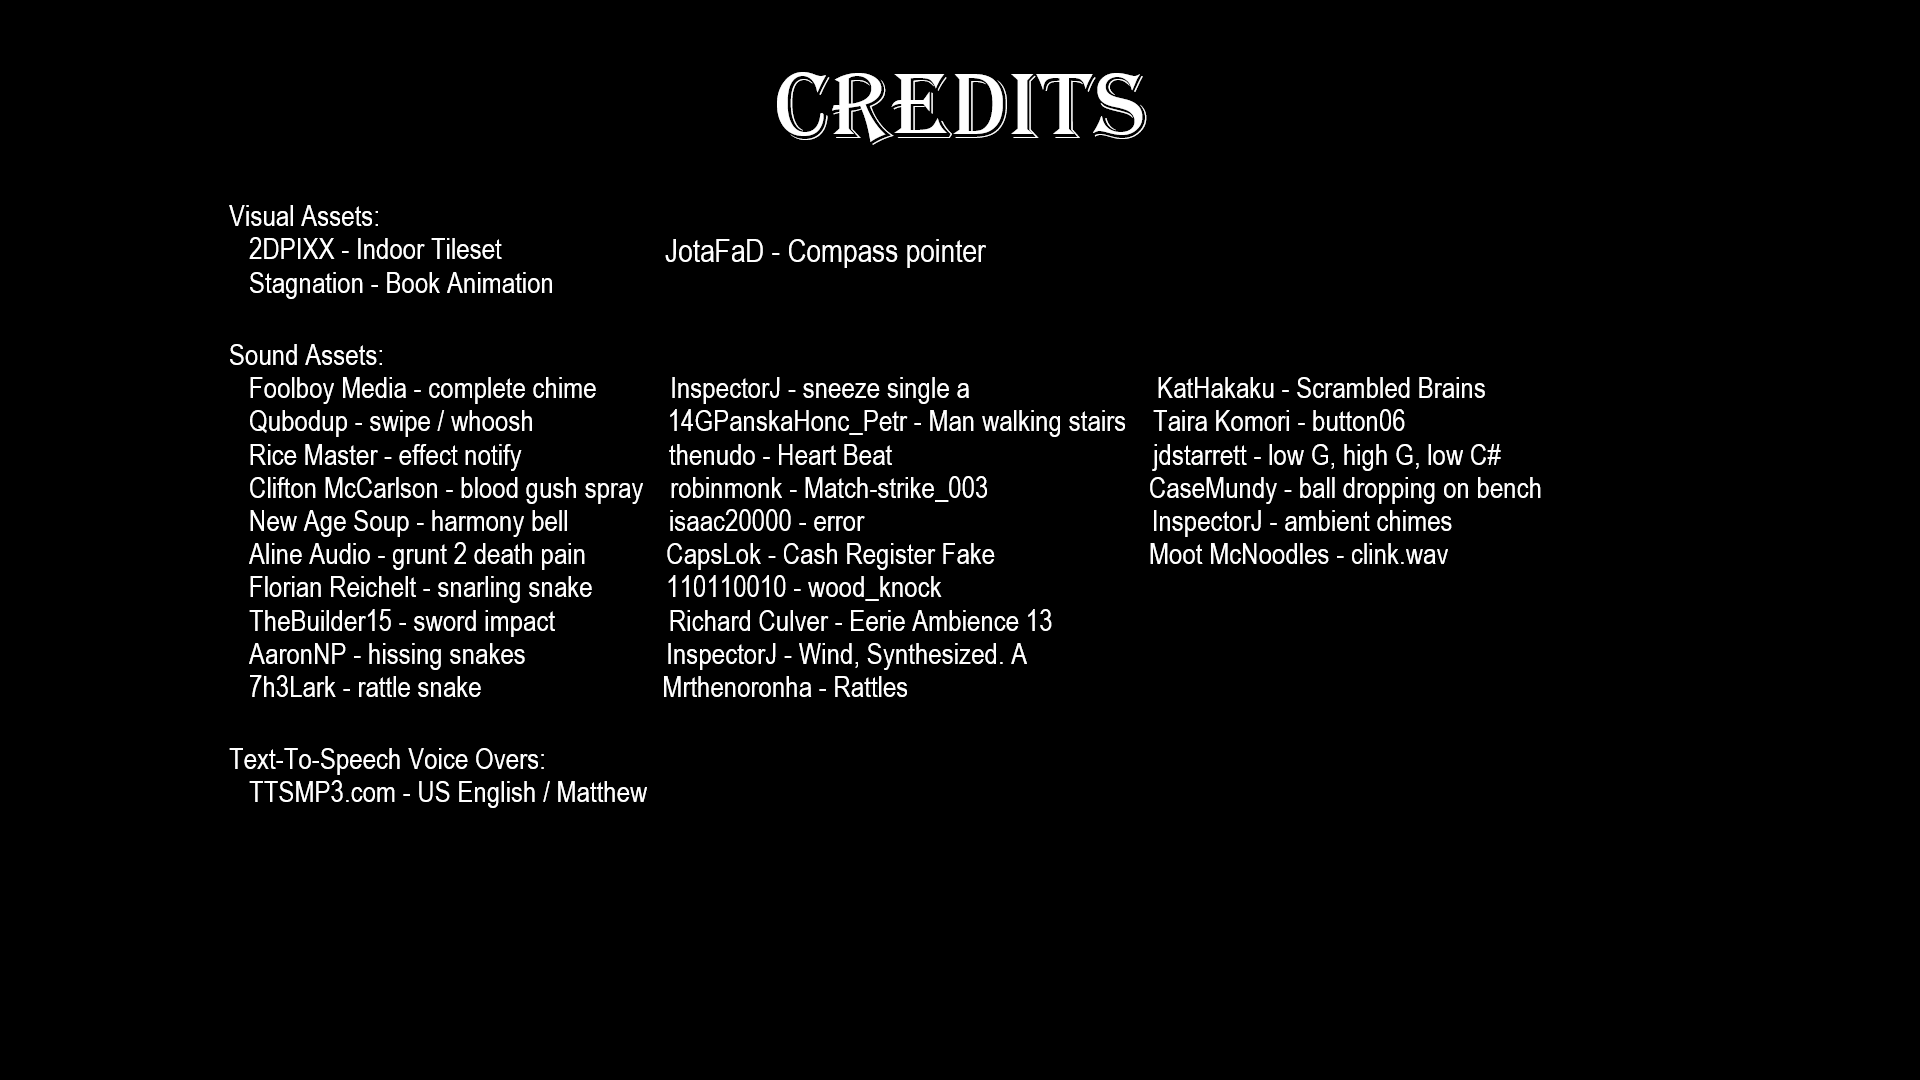 CREDITS
Visual Assets:
2DPIXX - Indoor Tileset
Stagnation - Book Animation
JotaFaD - Compass pointer
Sound Assets:
Foolboy Media - complete chime
Qubodup - swipe / whoosh
Rice Master - effect notify
Clifton McCarlson - blood gush spray
New Age Soup - harmony bell
Aline Audio - grunt 2 death pain
Florian Reichelt - snarling snake
TheBuilder15 - sword impact
AaronNP - hissing snakes
7h3Lark - rattle snake
InspectorJ - sneeze single a
14GPanskaHonc_Petr - Man walking stairs
thenudo - Heart Beat
robinmonk - Match-strike_003
isaac20000 - error
CapsLok - Cash Register Fake
110110010 - wood_knock
Richard Culver - Eerie Ambience 13
InspectorJ - Wind, Synthesized. A
Mrthenoronha - Rattles
KatHakaku - Scrambled Brains
Taira Komori - button06
jdstarrett - low G, high G, low C#
CaseMundy - ball dropping on bench
InspectorJ - ambient chimes
Moot McNoodles - clink.wav
Text-To-Speech Voice Overs:
TTSMP3.com - US English / Matthew